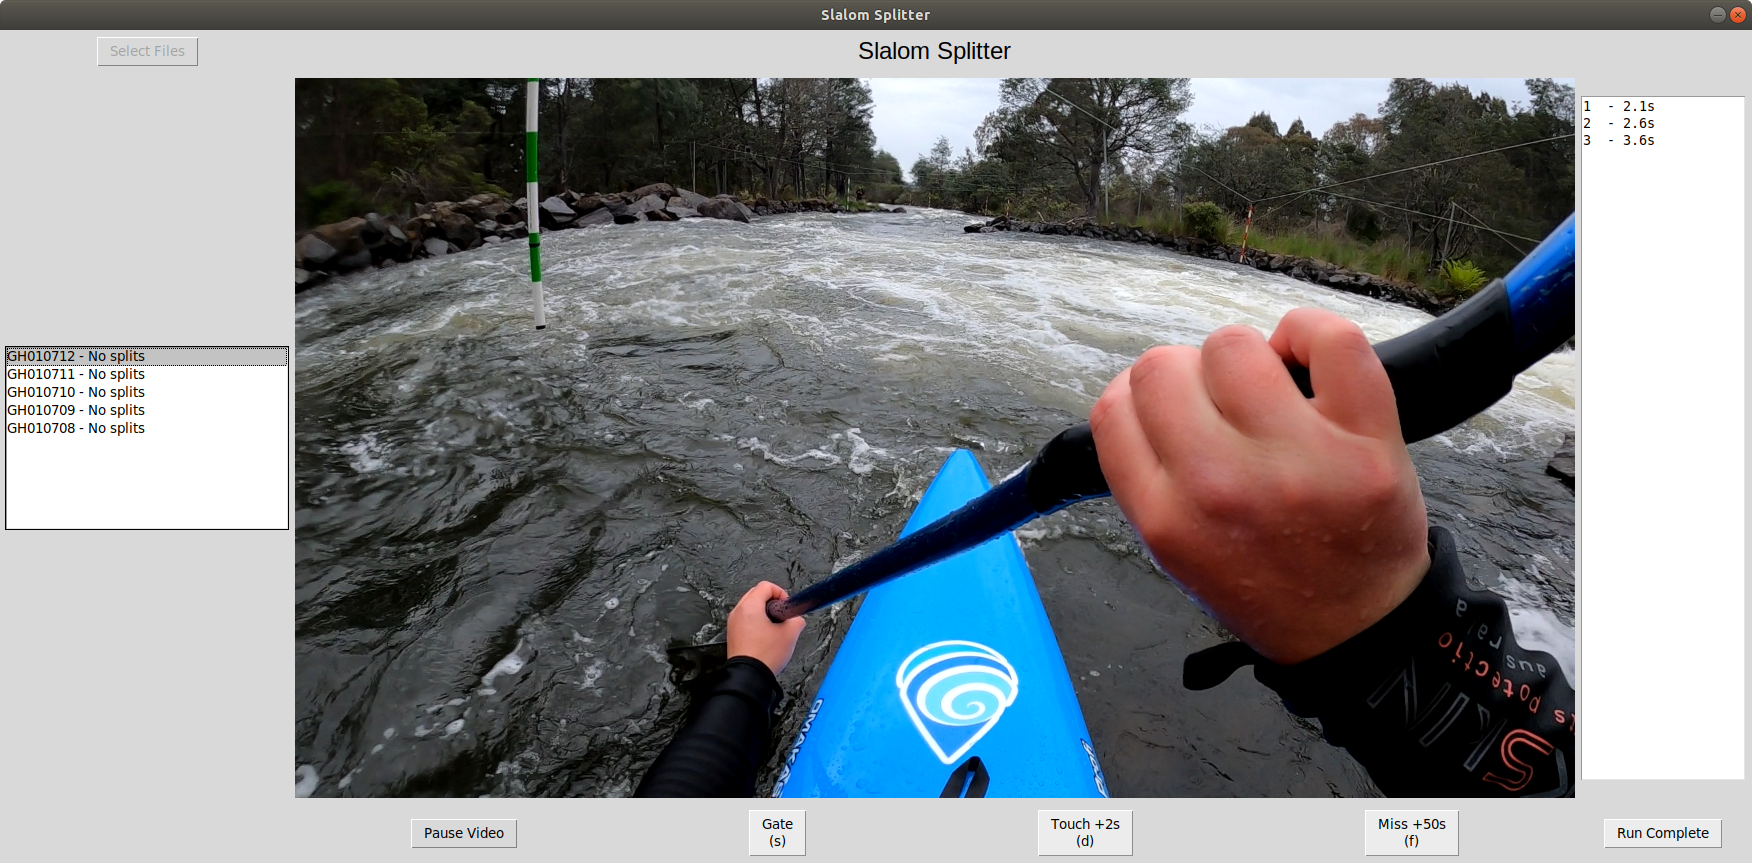 Slalom Splitter
Select Files
Slalom Splitter
GH010712 - No splits
GH010711 - No splits
GH010710 - No splits
GH010709 - No splits
GH010708 - No splits
1 - 2.1s
2 - 2.6s
3 - 3.6s
Pause Video
Gate
(s)
Touch +2s
(d)
Miss +50s
(f)
Run Complete